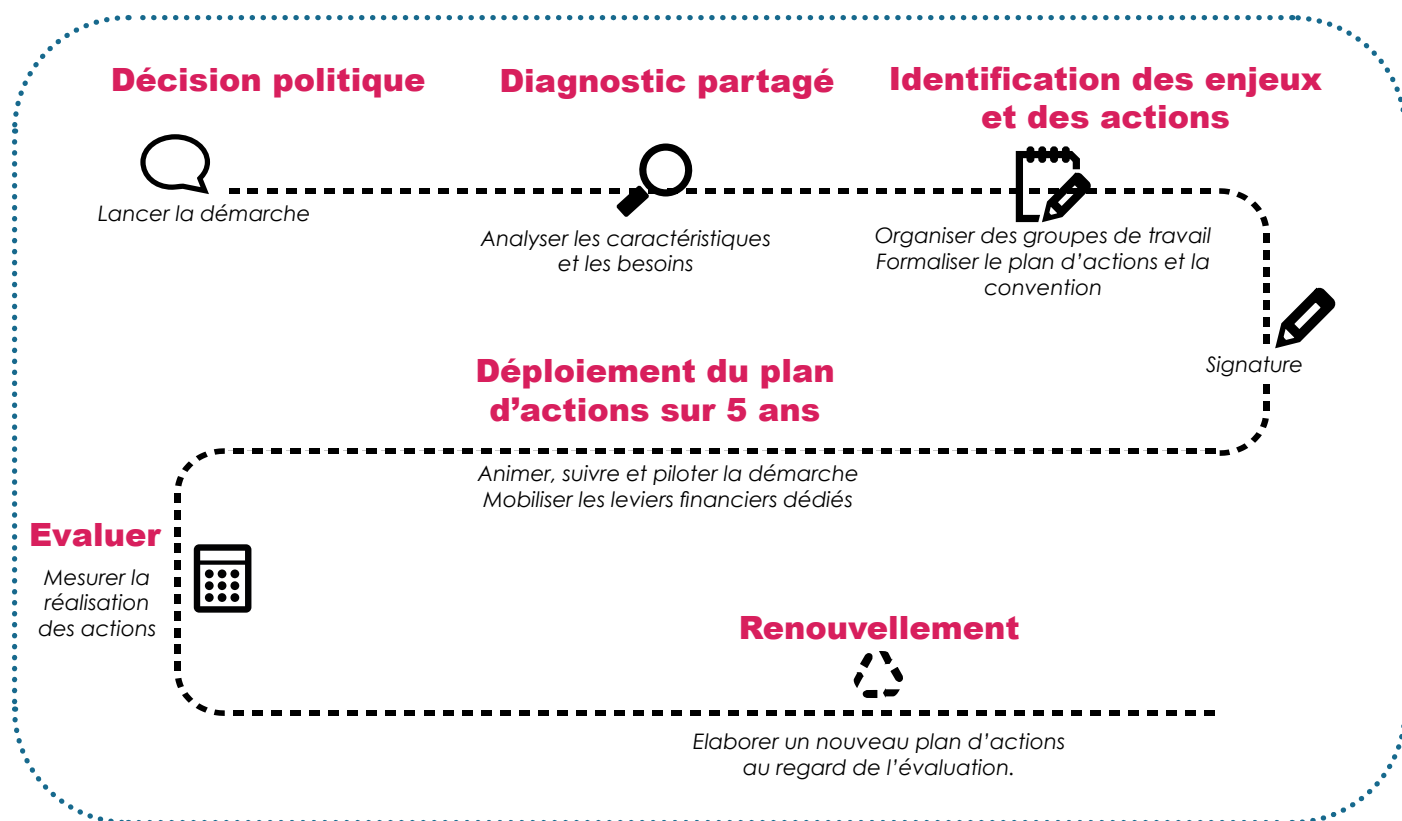 Décision politique
Lancer la démarche
Diagnostic partagé
Analyser les caractéristiques
et les besoins
Identification des enjeux
et des actions
Organiser des groupes de travail
Formaliser le plan d’actions et la
convention
Signature
Déploiement du plan
d’actions sur 5 ans
Animer, suivre et piloter la démarche
Mobiliser les leviers financiers dédiés
Evaluer
Mesurer la
réalisation
des actions
Renouvellement
Elaborer un nouveau plan d’actions
au regard de l’évaluation.